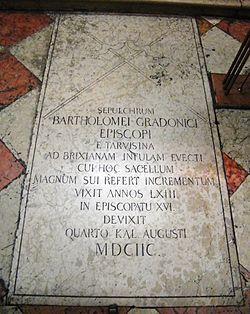 SEPULCHRUM
BARTHOLOMEI GRADONICI
EPISCOPI
E TARVISINA
AD BRIXIANAM INFULAM EVECTI
CUI HOC SACELLUM
MAGNUM SUI REFERT INCREMENTUM
VIXIT ANNOS LXIII
IN EPISCOPATU XVI
DEVIXIT
QUARTO KAL AUGUSTI
MDCIIC